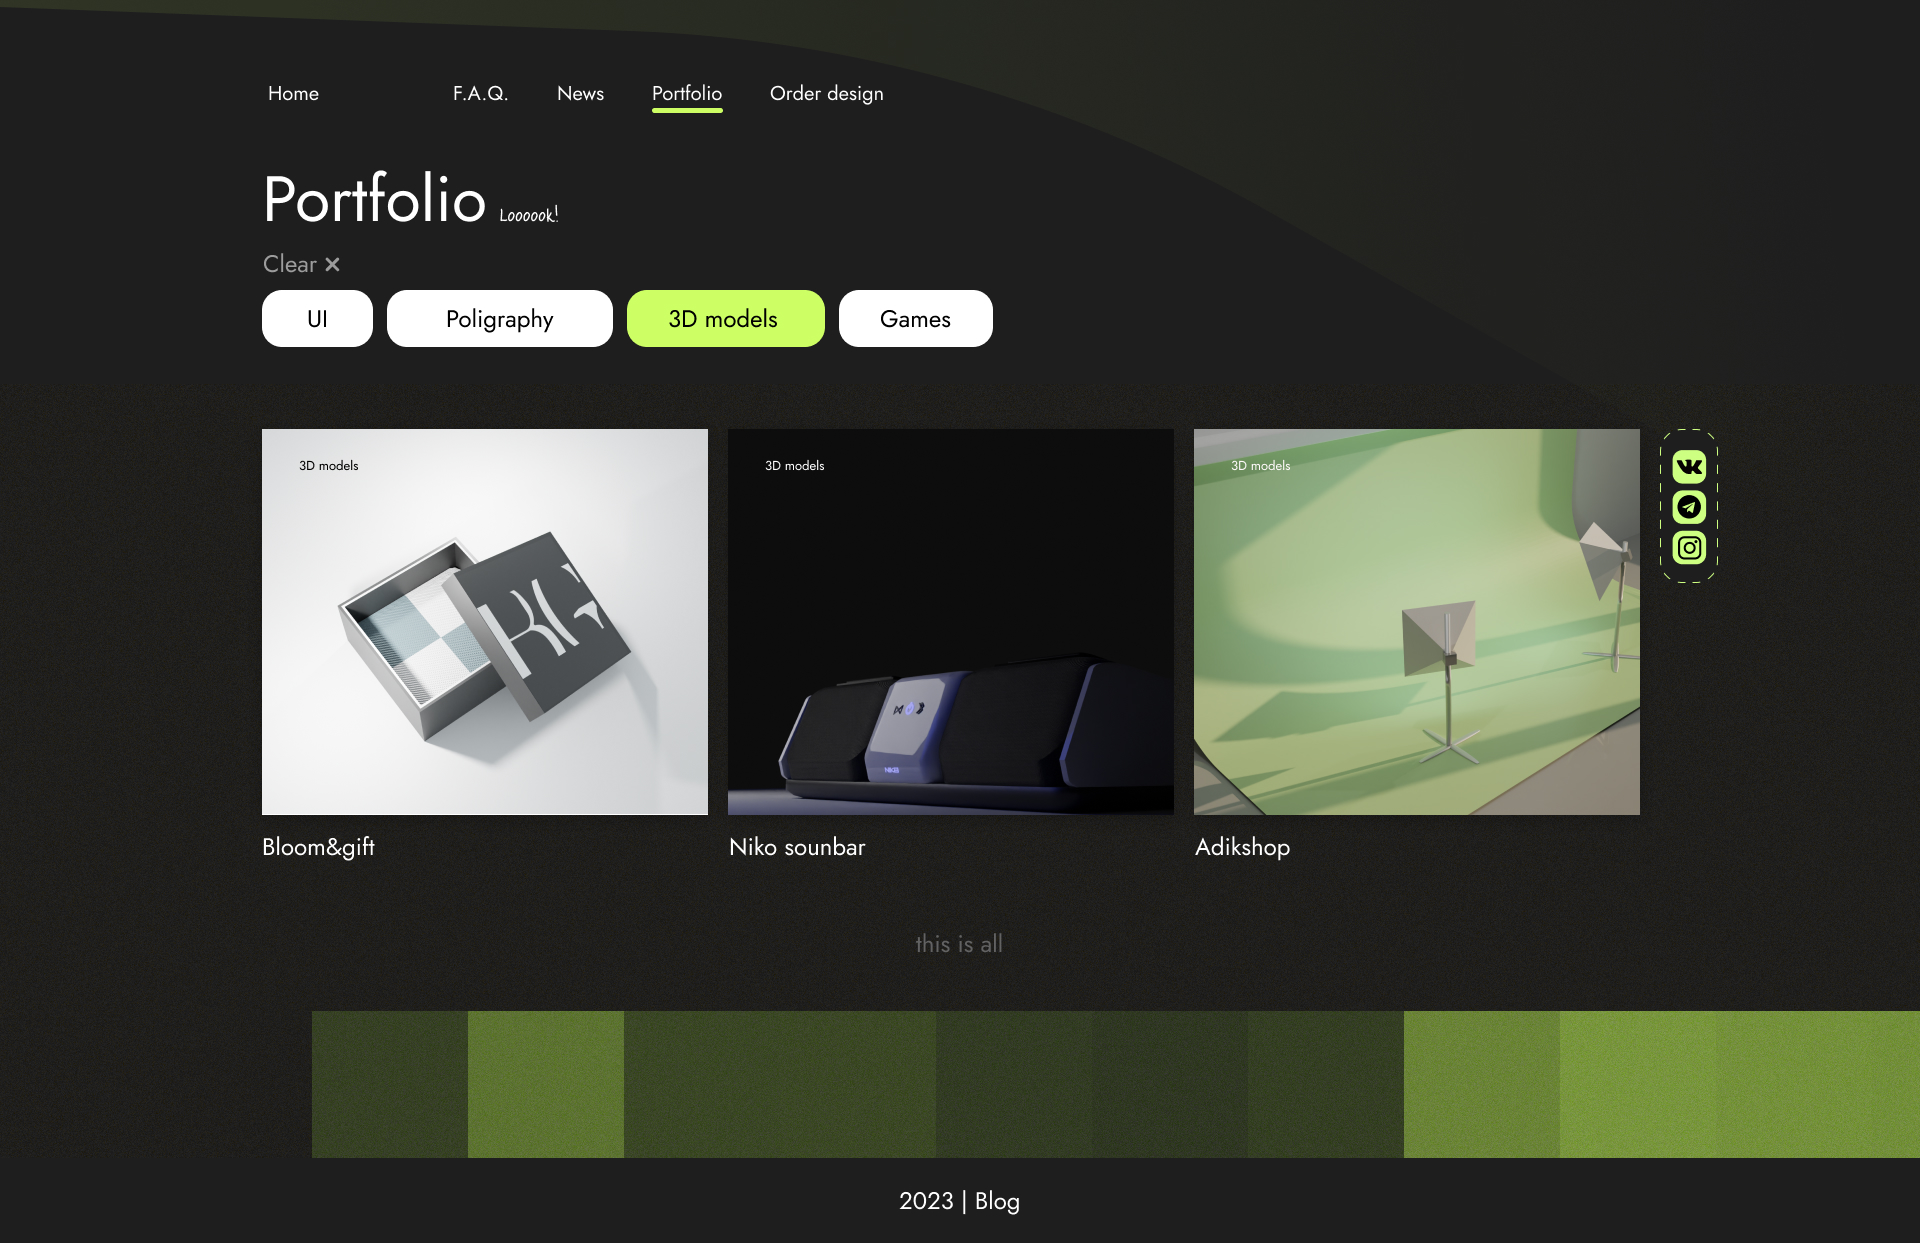 Home F.A.Q. News Portfolio Order design
Portfolio Loooook!
Clear ×
UI Poligraphy 3D models Games
3D models 3D models 3D models
Bloom&gift Niko sounbar Adikshop
this is all
2023 | Blog